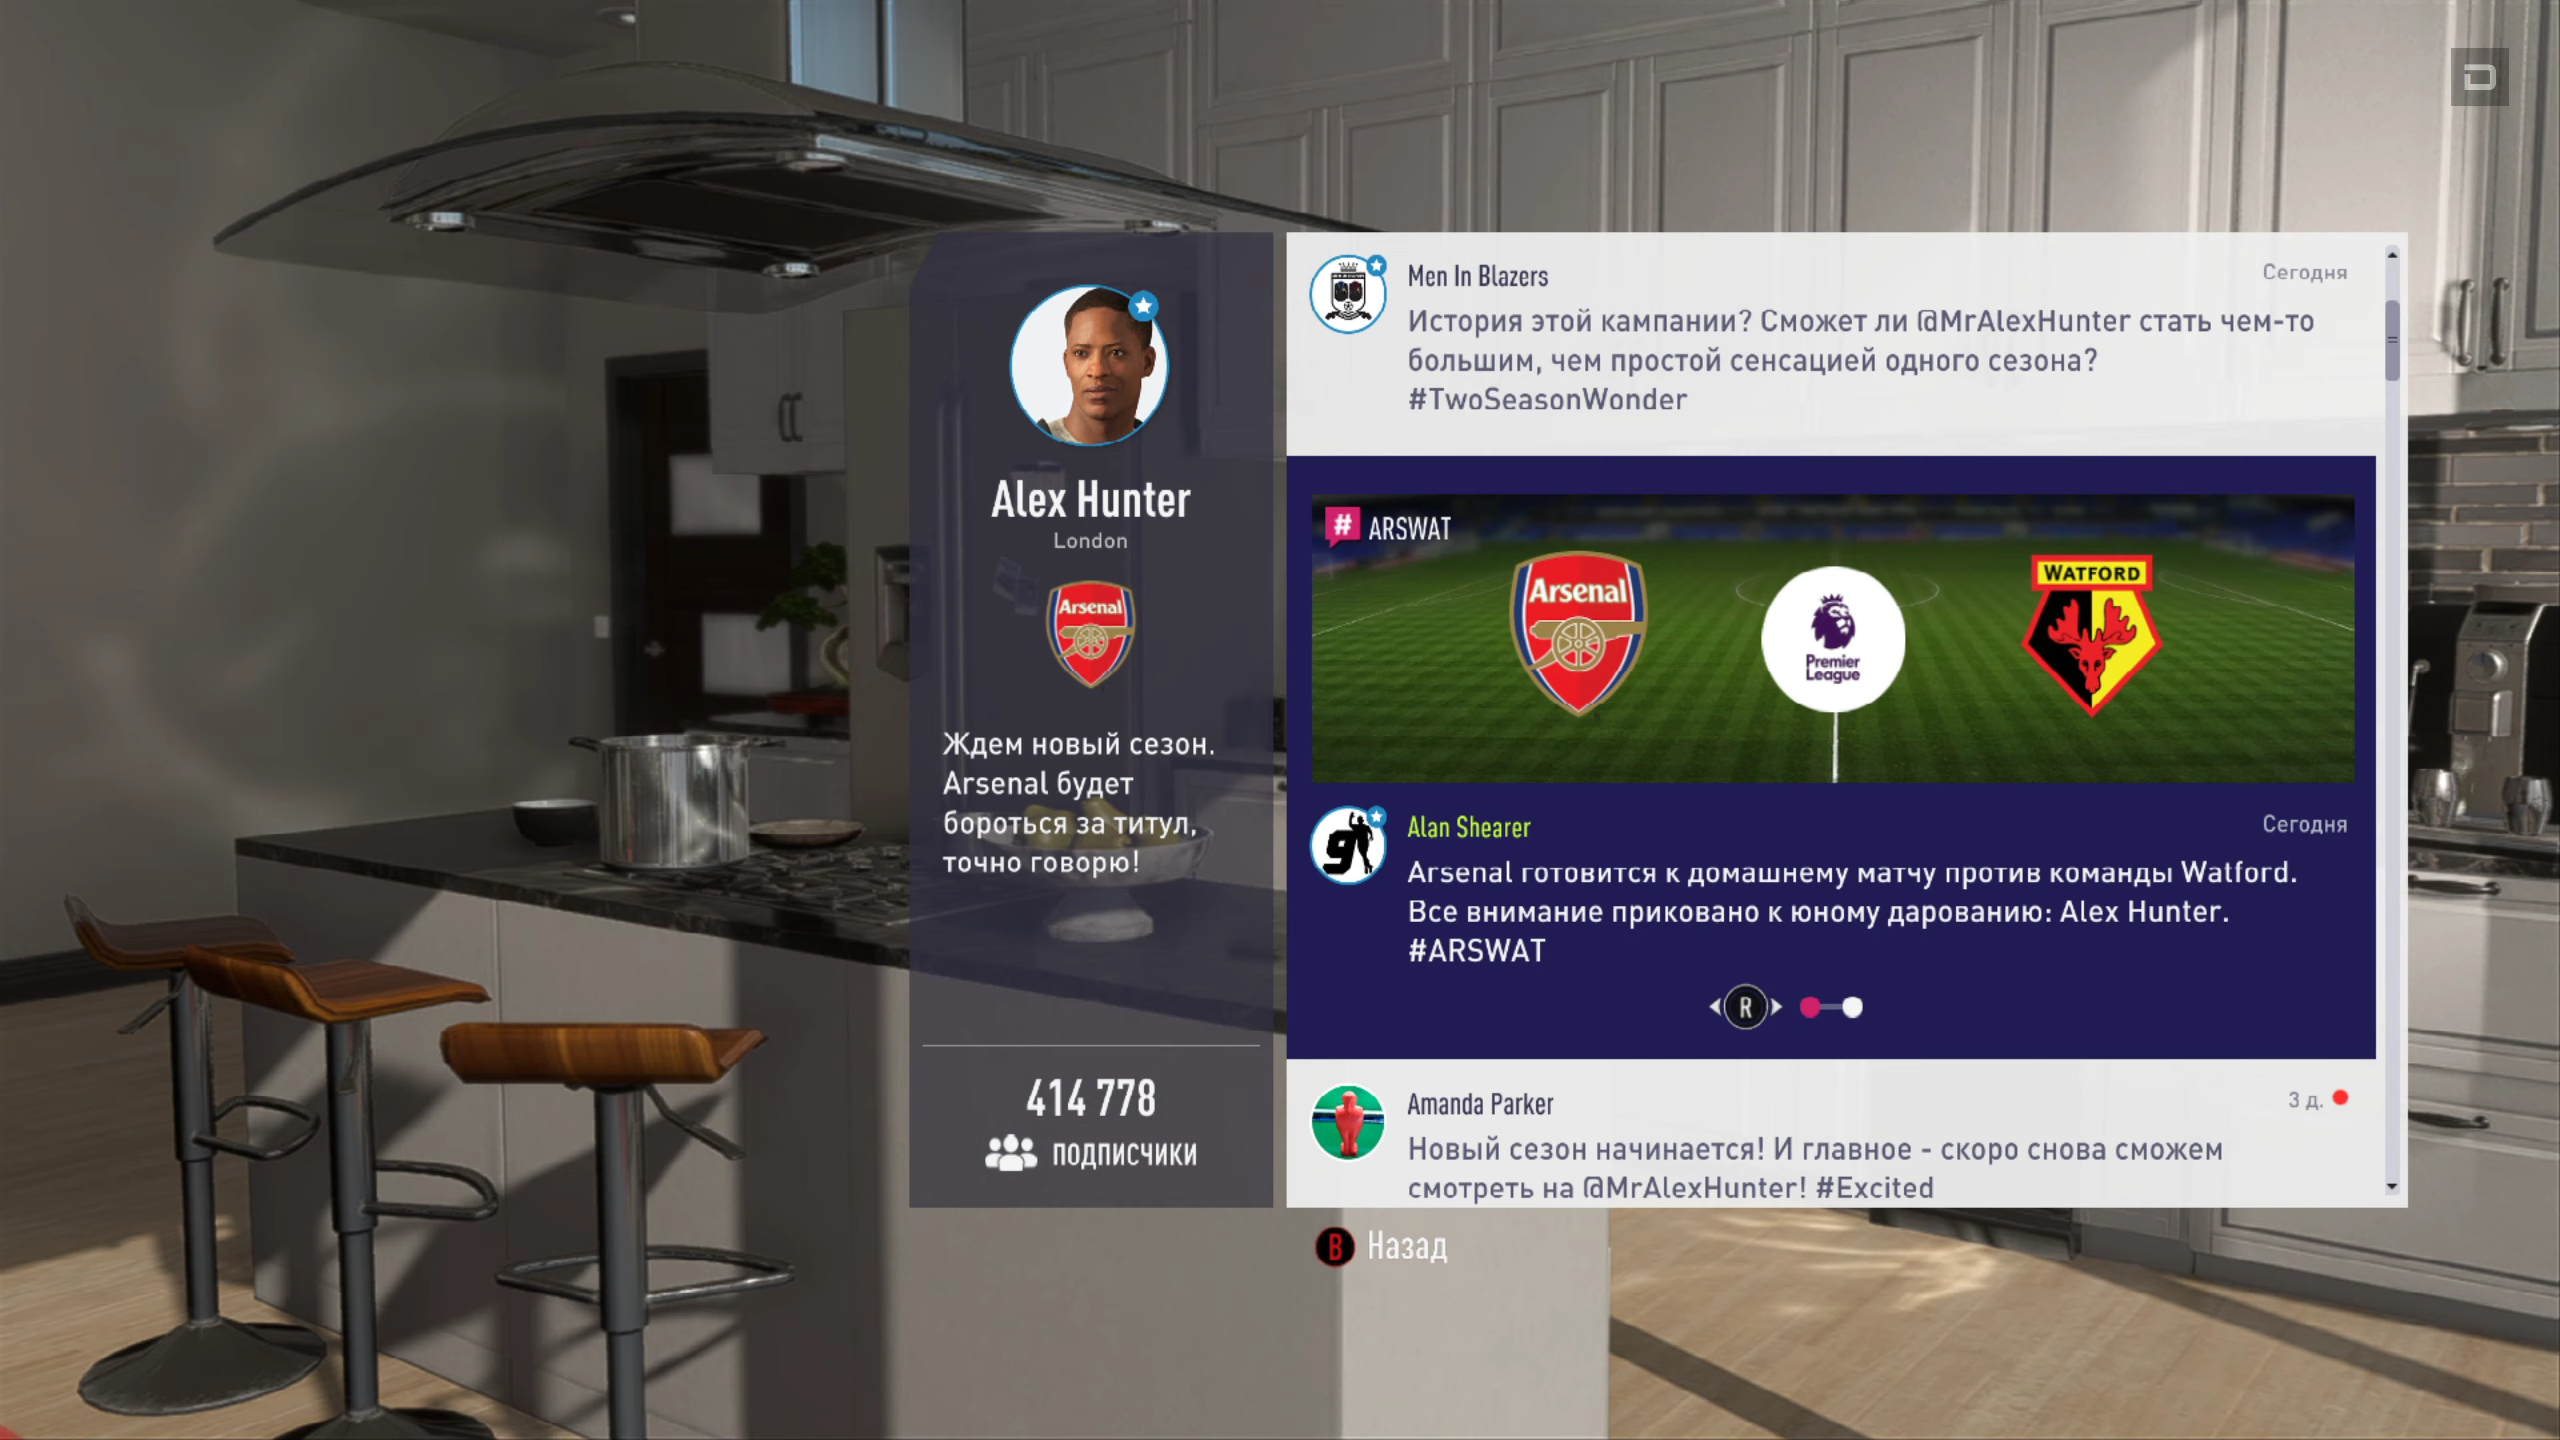 Alex Hunter
London
Arsenal
Ждем новый сезон.
Arsenal будет
бороться за титул,
точно говорю!
414 778
подписчики
Men In Blazers
Сегодня
История этой кампании? Сможет ли @MrAlexHunter стать чем-то
большим, чем простой сенсацией одного сезона?
#TwoSeasonWonder
# ARSWAT
Arsenal
Premier
League
WATFORD
9
Alan Shearer
Сегодня
Arsenal готовится к домашнему матчу против команды Watford.
Все внимание приковано к юному дарованию: Alex Hunter.
#ARSWAT
R
Amanda Parker
3 д.
Новый сезон начинается! И главное - скоро снова сможем
смотреть на @MrAlexHunter! #Excited
B Назад